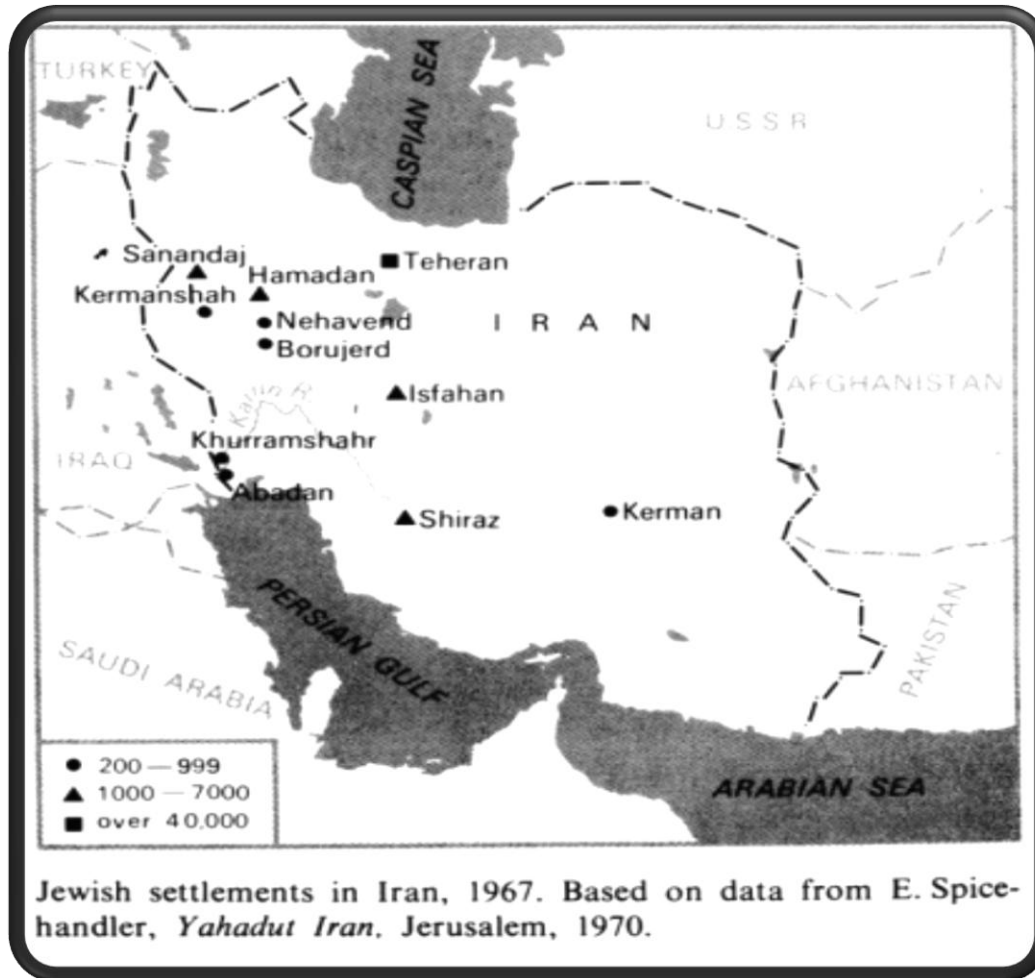 TURKEY
CASPIAN SEA
U.S.S.R
Sanandaj
Hamadan
Teheran
Kermanshah
Nehavend
I R A N
Borujerd
AFGHANISTAN
Isfahan
Karun R.
Khurramshahr
IRAQ
Abadan
Shiraz
Kerman
PERSIAN GULF
PAKISTAN
SAUDI ARABIA
ARABIAN SEA
200 — 999
1000 — 7000
over 40,000
Jewish settlements in Iran, 1967. Based on data from E. Spice-
handler, Yahadut Iran, Jerusalem, 1970.